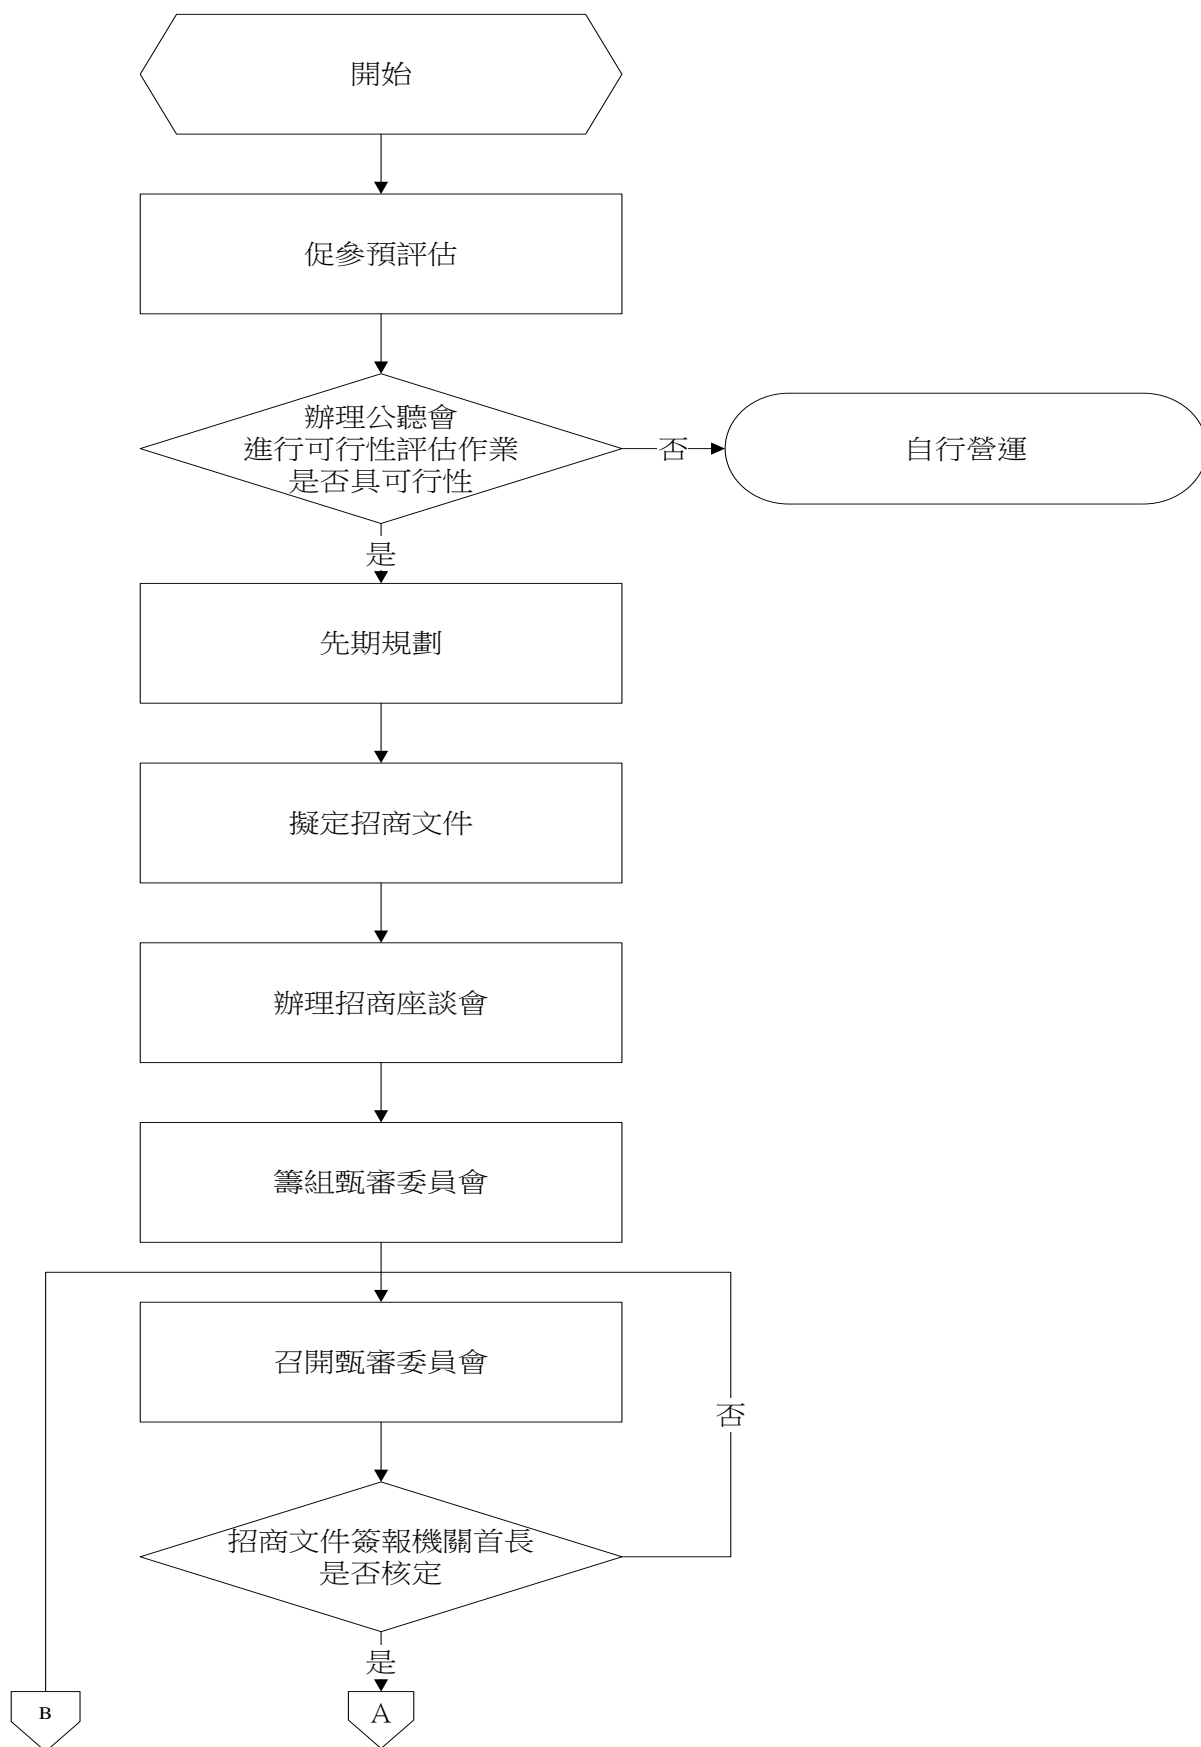 開始
促參預評估
辦理公聽會
進行可行性評估作業
是否具可行性
否
自行營運
是
先期規劃
擬定招商文件
辦理招商座談會
籌組甄審委員會
召開甄審委員會
否
招商文件簽報機關首長
是否核定
是
B
A